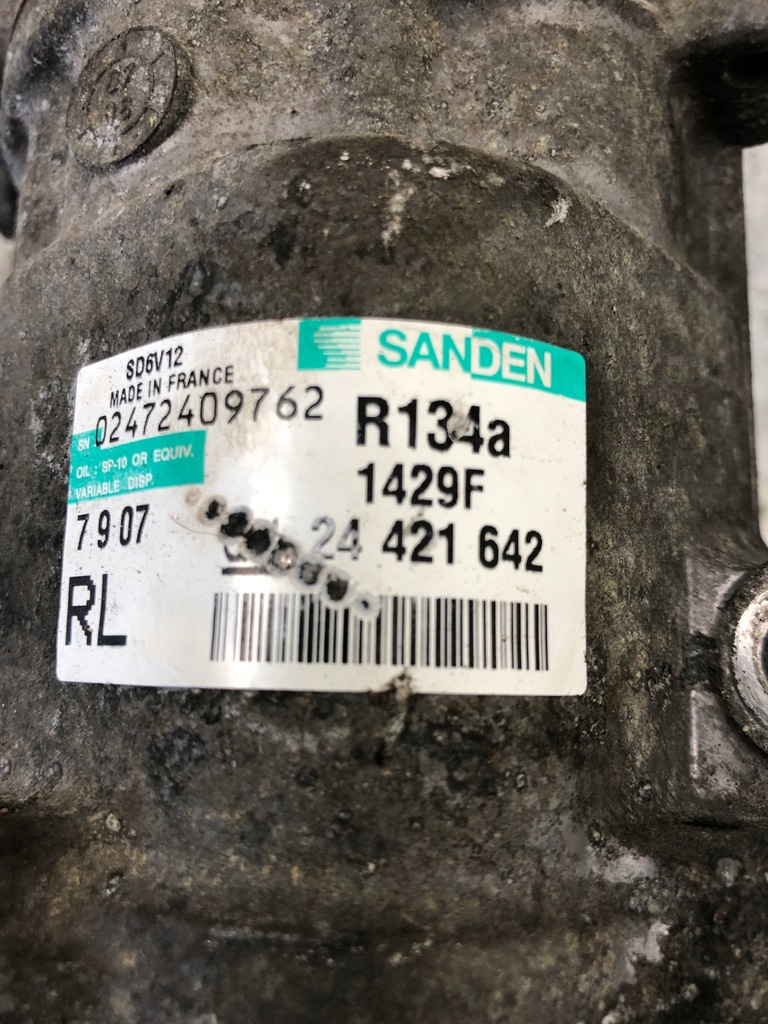 SANDEN
SD6V12
MADE IN FRANCE
SN 02472409762
R134a
OIL : SP-10 OR EQUIV.
VARIABLE DISP.
1429F
7 9 07
24 421 642
RL